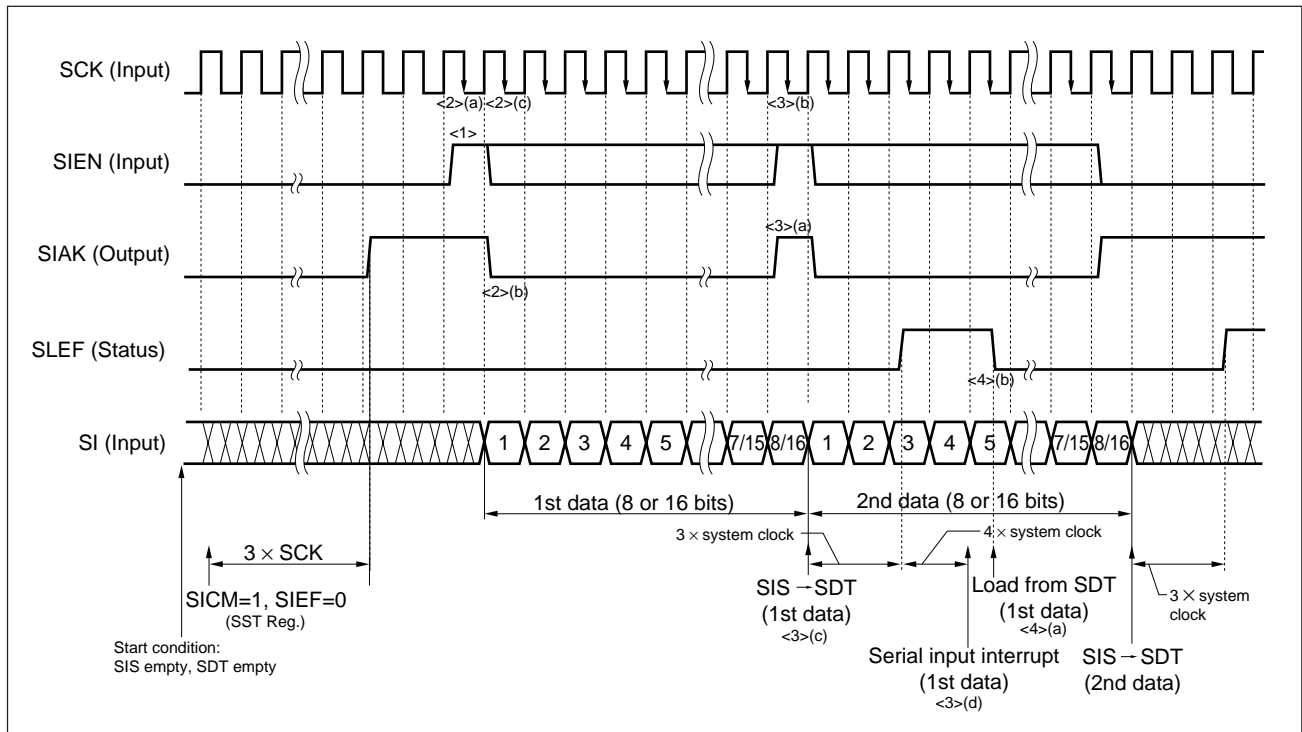 SCK (Input)
<2>(a) <2>(c) <3>(b)
<1>
SIEN (Input)
<3>(a)
SIAK (Output)
<2>(b)
SLEF (Status)
<4>(b)
SI (Input) 1 2 3 4 5 7/15 8/16 1 2 3 4 5 7/15 8/16
1st data (8 or 16 bits) 2nd data (8 or 16 bits)
3 × system clock 4 × system clock
3 × SCK
SICM=1, SIEF=0
(SST Reg.)
Start condition:
SIS empty, SDT empty
SIS → SDT
(1st data)
<3>(c)
Load from SDT
(1st data)
<4>(a)
3 × system
clock
Serial input interrupt
(1st data)
<3>(d)
SIS → SDT
(2nd data)